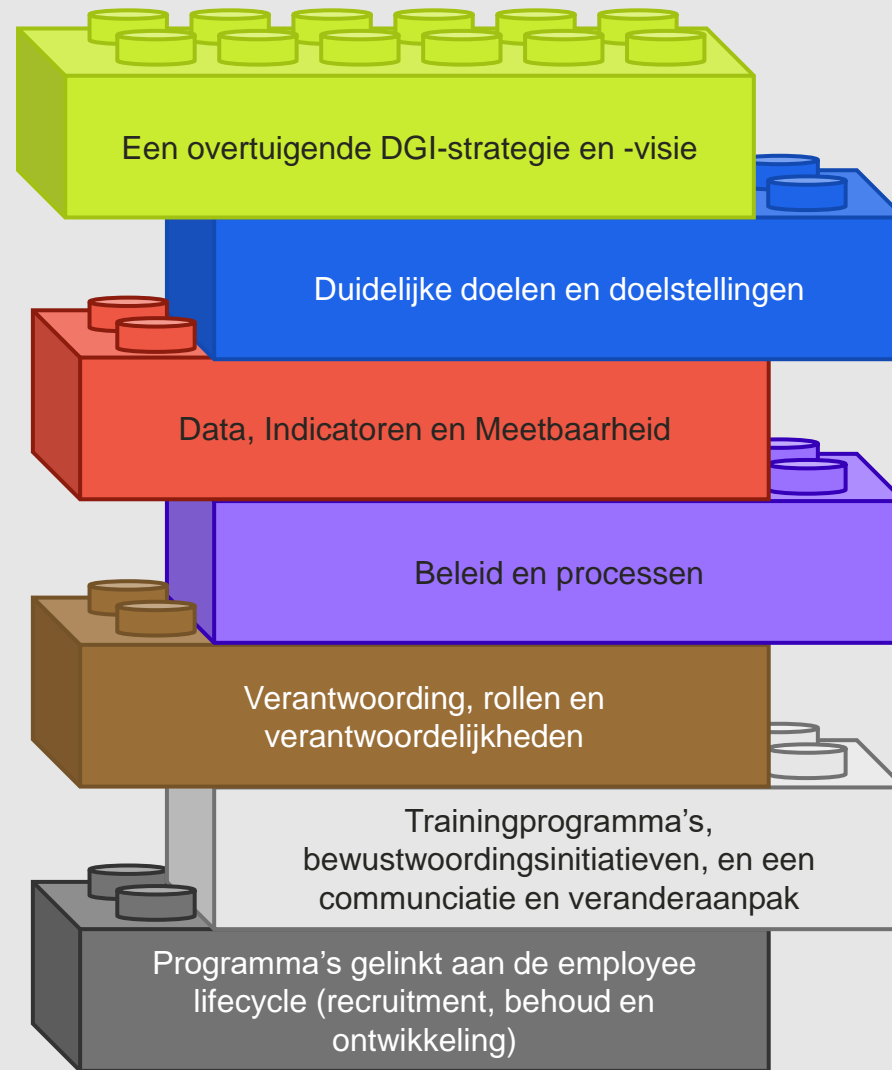 Een overtuigende DGI-strategie en -visie
Duidelijke doelen en doelstellingen
Data, Indicatoren en Meetbaarheid
Beleid en processen
Verantwoording, rollen en
verantwoordelijkheden
Trainingprogramma’s,
bewustwoordingsinitiatieven, en een
communciatie en veranderaanpak
Programma’s gelinkt aan de employee
lifecycle (recruitment, behoud en
ontwikkeling)